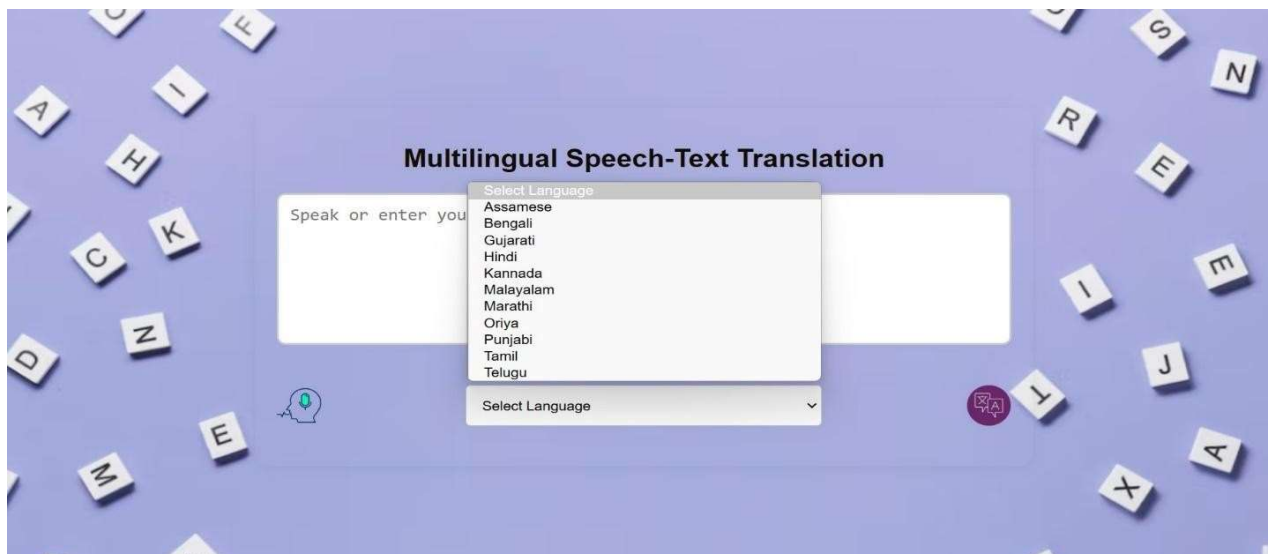 Multilingual Speech-Text Translation
Select Language
Speak or enter you
Assamese
Bengali
Gujarati
Hindi
Kannada
Malayalam
Marathi
Oriya
Punjabi
Tamil
Telugu
Select Language
O
I
F
A
I
H
K
C
N
D
E
M
S
N
R
E
E
I
J
T
A
X